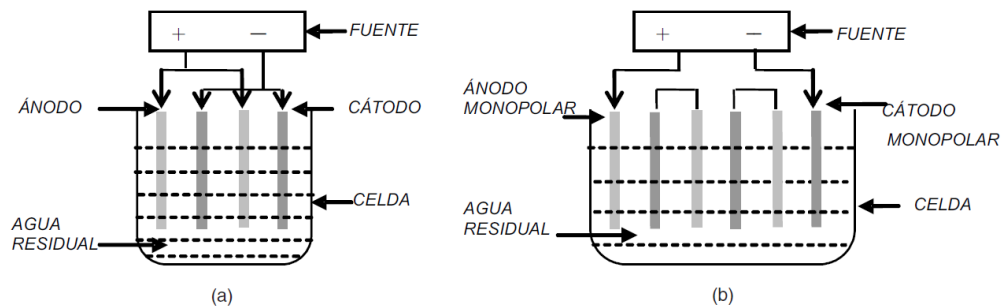 + −
FUENTE
ÁNODO
CÁTODO
CELDA
AGUA
RESIDUAL
(a)
+ −
FUENTE
ÁNODO
MONOPOLAR
CÁTODO
MONOPOLAR
CELDA
AGUA
RESIDUAL
(b)